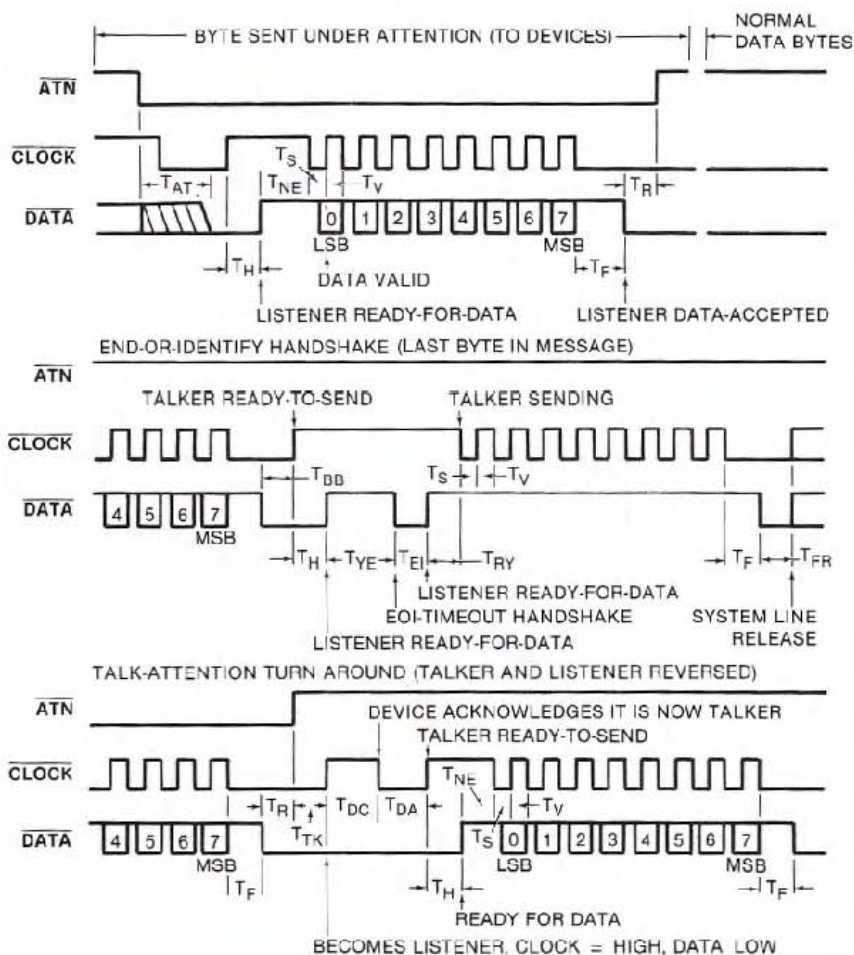 BYTE SENT UNDER ATTENTION (TO DEVICES)
NORMAL
DATA BYTES
ATN
CLOCK
TS
TAT
TNE
TV
TR
DATA
0 1 2 3 4 5 6 7
LSB
MSB
TH
TF
DATA VALID
LISTENER READY-FOR-DATA
LISTENER DATA-ACCEPTED
END-OR-IDENTIFY HANDSHAKE (LAST BYTE IN MESSAGE)
ATN
TALKER READY-TO-SEND
TALKER SENDING
CLOCK
TBB
TS
TV
DATA
4 5 6 7
MSB
TH
TYE
TEI
TRY
TF
TFR
LISTENER READY-FOR-DATA
EOI-TIMEOUT HANDSHAKE
SYSTEM LINE
RELEASE
LISTENER READY-FOR-DATA
TALK-ATTENTION TURN AROUND (TALKER AND LISTENER REVERSED)
ATN
DEVICE ACKNOWLEDGES IT IS NOW TALKER
TALKER READY-TO-SEND
CLOCK
TNE
TR
TDC
TDA
TV
TTK
TS
DATA
4 5 6 7
0 1 2 3 4 5 6 7
MSB
LSB
MSB
TF
TH
TF
READY FOR DATA
BECOMES LISTENER, CLOCK = HIGH, DATA LOW